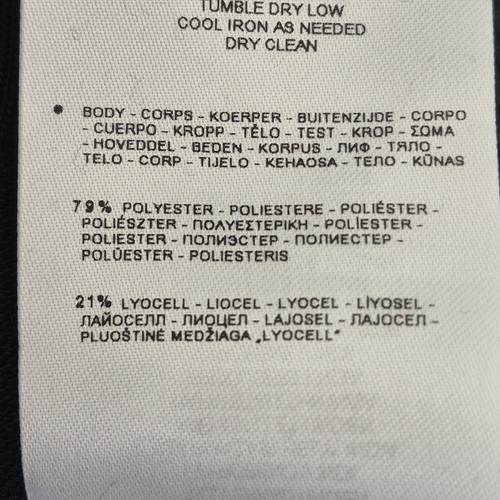 TUMBLE DRY LOW
COOL IRON AS NEEDED
DRY CLEAN
• BODY - CORPS - KOERPER - BUITENZIJDE - CORPO
- CUERPO - KROPP - TĚLO - TEST - KROP - ΣΩΜΑ
- HOVEDDEL - BEDEN - KORPUS - ЛИФ - ТЯЛО -
TELO - CORP - TIJELO - KEHAOSA - ТЕЛО - KŪNAS
79% POLYESTER - POLIESTERE - POLIÉSTER -
POLIÉSZTER - ΠΟΛΥΕΣΤΕΡΙΚΗ - POLİESTER -
POLIESTER - ПОЛИЭСТЕР - ПОЛИЕСТЕР -
POLÜESTER - POLIESTERIS
21% LYOCELL - LIOCEL - LYOCEL - LİYOSEL -
ЛАЙОСЕЛЛ - ЛИОЦЕЛ - LAJOSEL - ЛАЈОСЕЛ -
PLUOŠTINĖ MEDŽIAGA „LYOCELL“